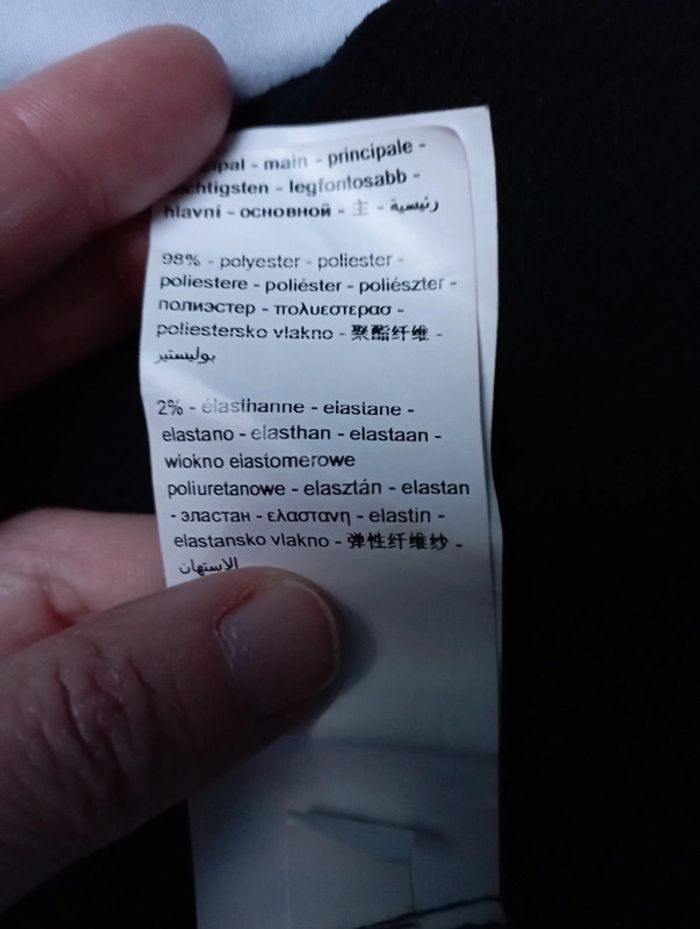 pal - main - principale -
chtigsten - legfontosabb -
hlavní - основной - 主 - رئيسية
98% - polyester - poliester -
poliestere - poliéster - poliészter -
полиэстер - πολυεστερασ -
poliestersko vlakno - 聚酯纤维 -
بوليستير
2% - élasthanne - elastane -
elastano - elasthan - elastaan -
wlokno elastomerowe
poliuretanowe - elasztán - elastan
- эластан - ελαστανη - elastin -
elastansko vlakno - 弹性纤维纱 -
الاستهان